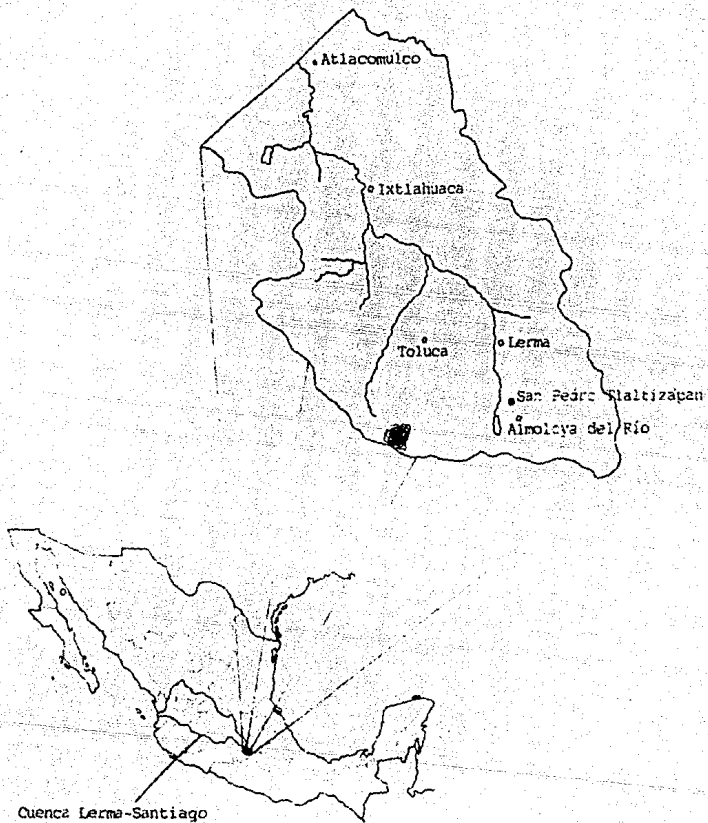 Atlacomulco
Ixtlahuaca
Toluca
Lerma
San Pedro Tlaltizapan
Almoloya del Río
Cuenca Lerma-Santiago